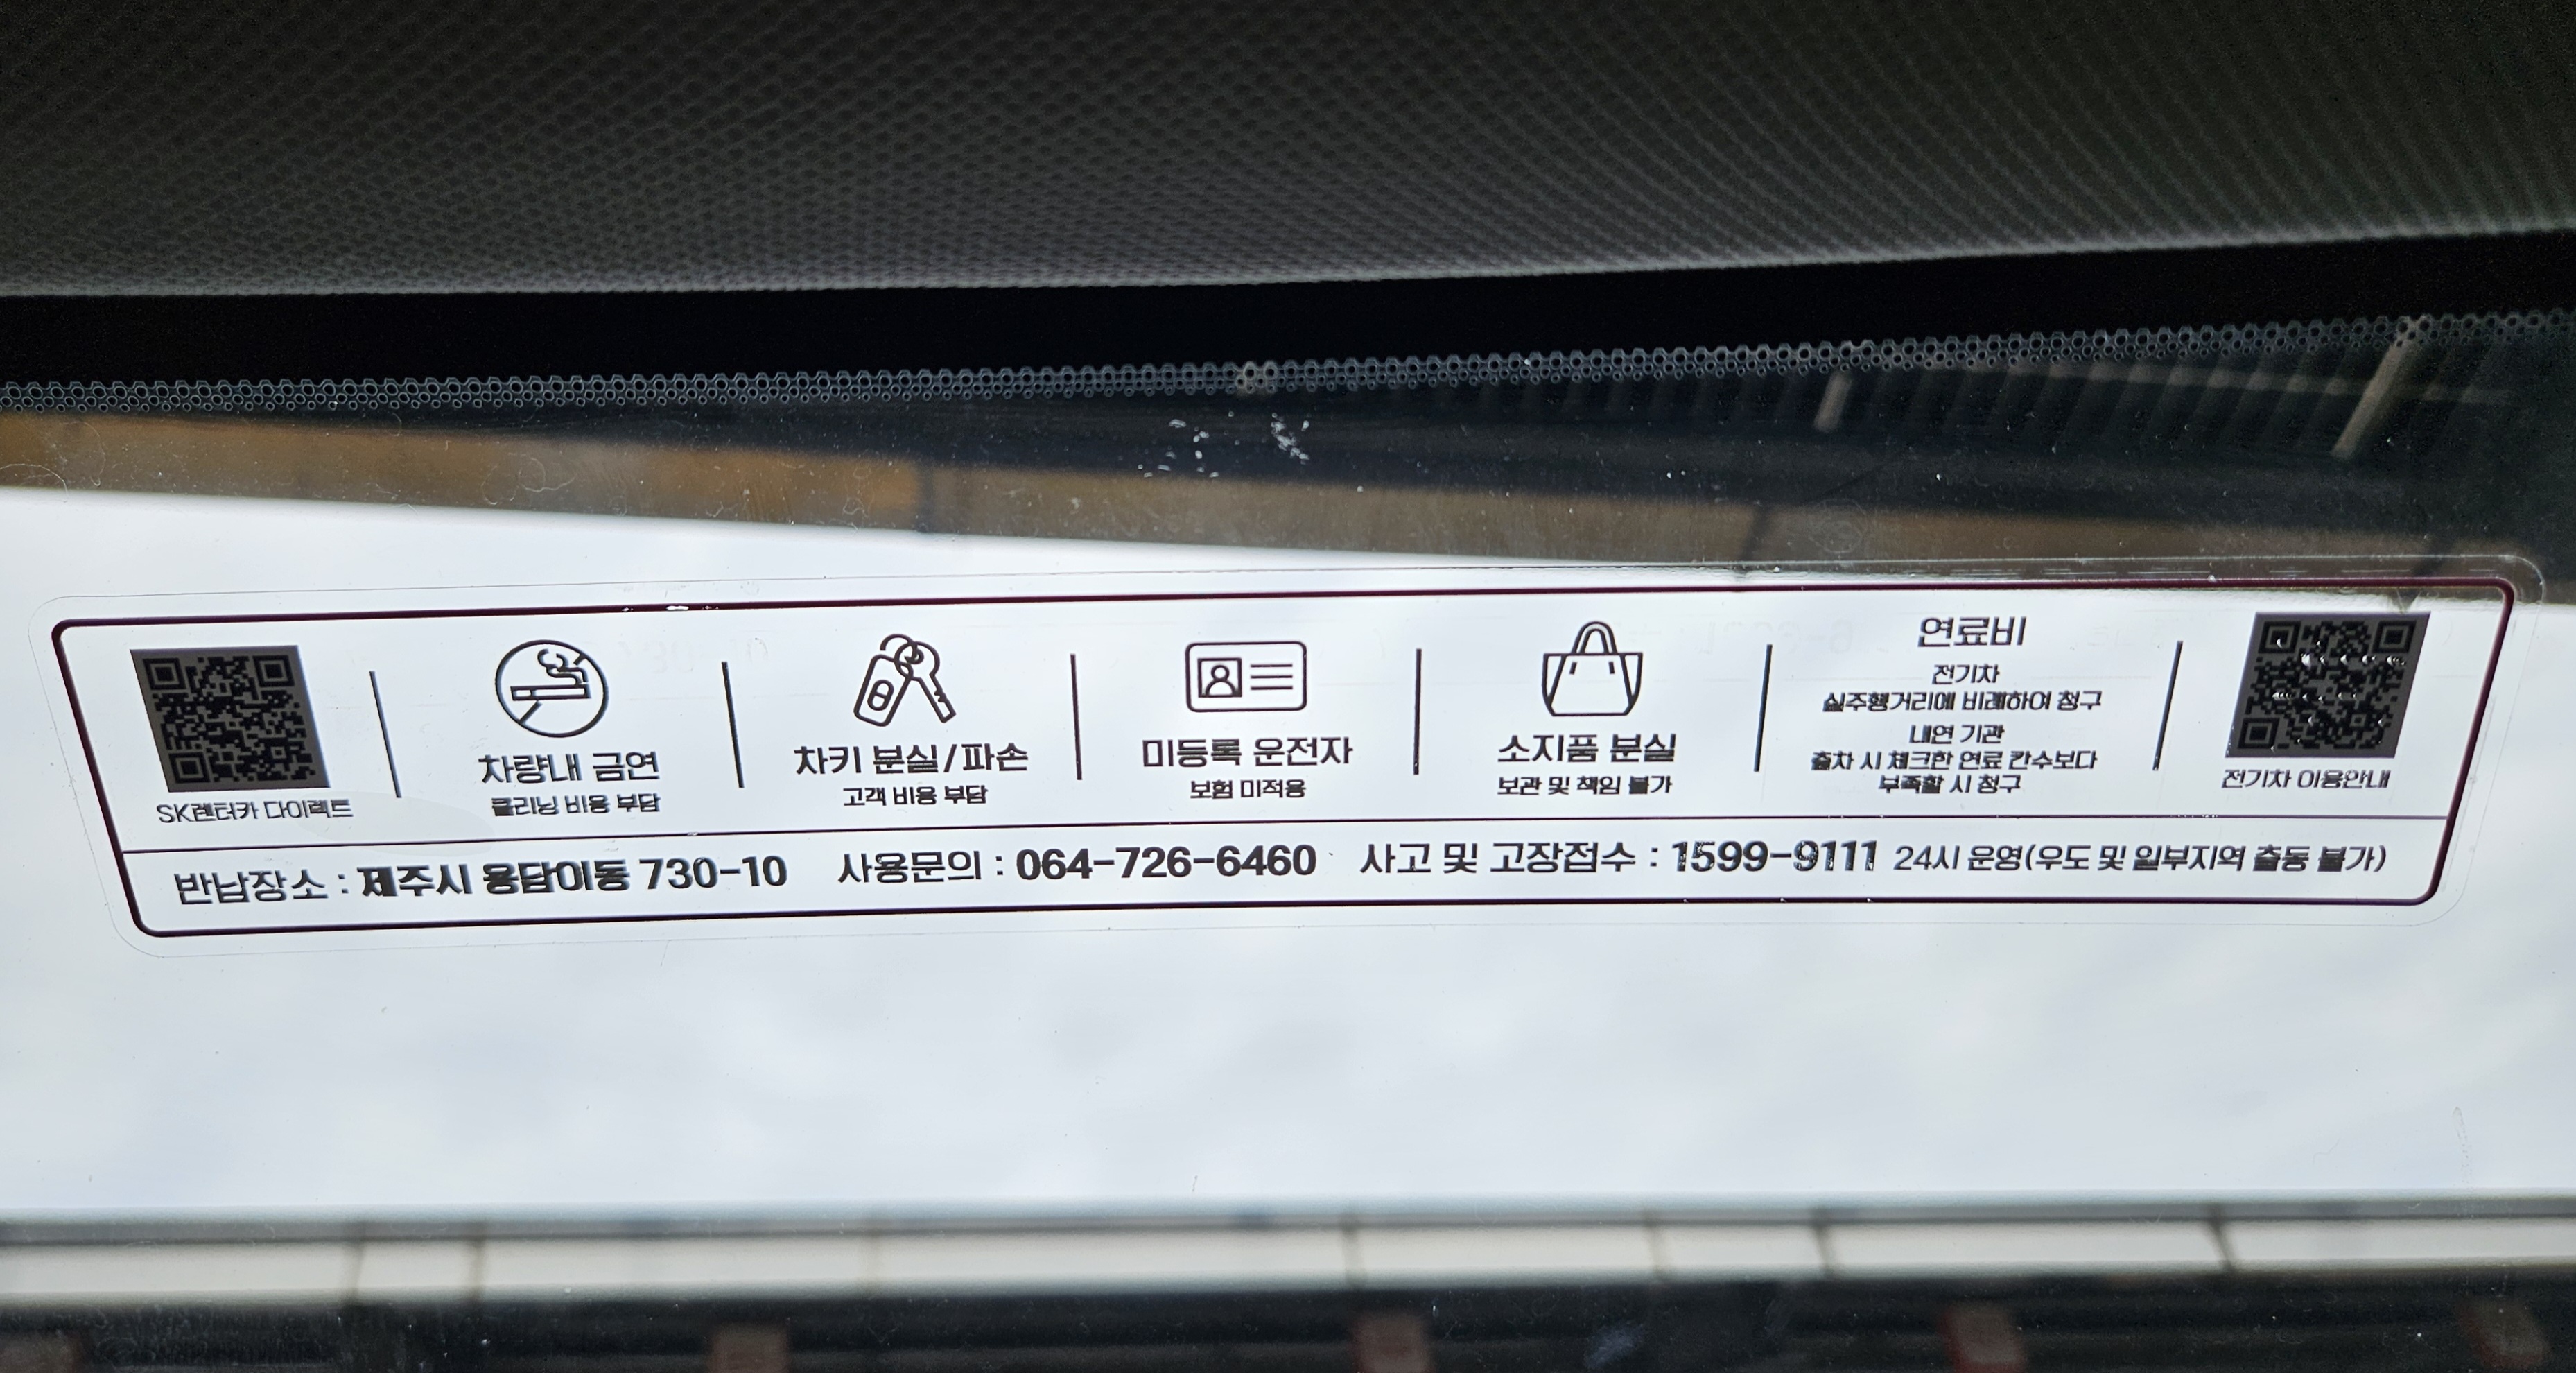 SK렌터카 다이렉트
차량내 금연
클리닝 비용 부담
차키 분실/파손
고객 비용 부담
미등록 운전자
보험 미적용
소지품 분실
보관 및 책임 불가
연료비
전기차
실주행거리에 비례하여 청구
내연 기관
출차 시 체크한 연료 칸수보다
부족할 시 청구
전기차 이용안내
반납장소 : 제주시 용담이동 730-10 사용문의 : 064-726-6460 사고 및 고장접수 : 1599-9111 24시 운영(우도 및 일부지역 출동 불가)